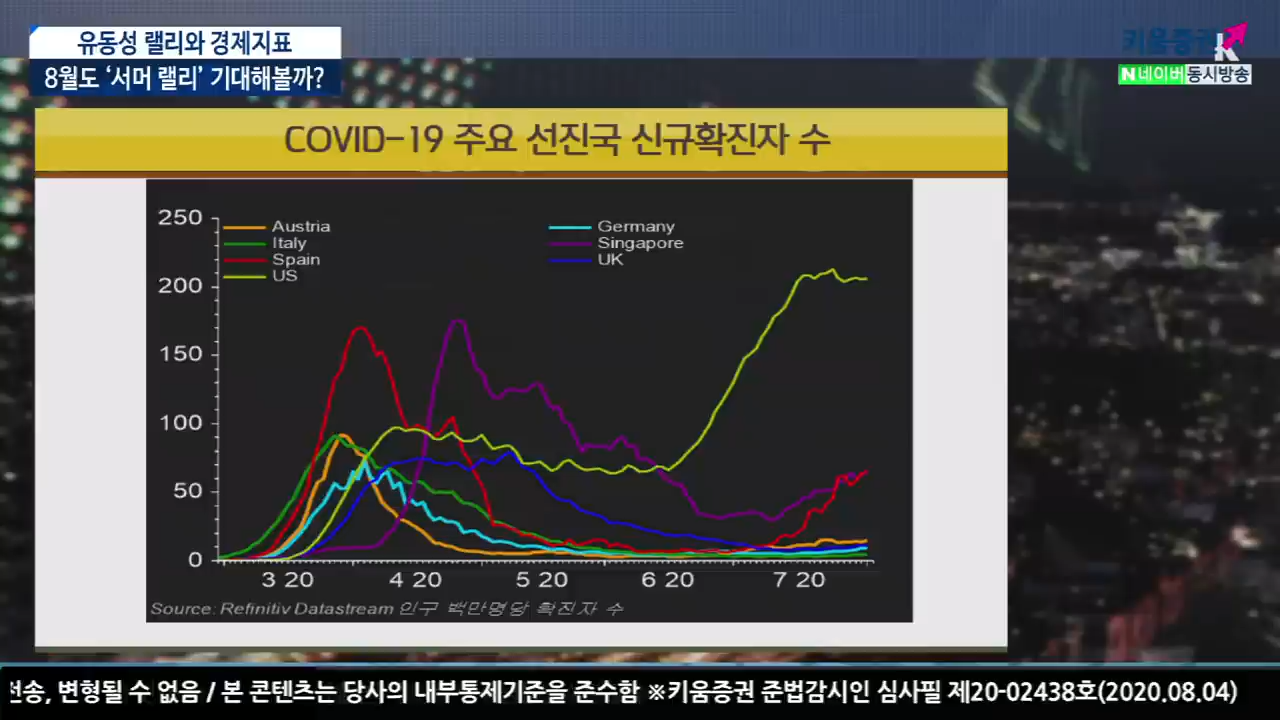 유동성 랠리와 경제지표
8월도 ‘서머 랠리’ 기대해볼까?
키움증권
N 네이버 동시방송
COVID-19 주요 선진국 신규확진자 수
250
200
150
100
50
0
Austria
Italy
Spain
US
Germany
Singapore
UK
3 20
4 20
5 20
6 20
7 20
Source: Refinitiv Datastream 인구 백만명당 확진자 수
전송, 변형될 수 없음 / 본 콘텐츠는 당사의 내부통제기준을 준수함 ※키움증권 준법감시인 심사필 제20-02438호(2020.08.04)